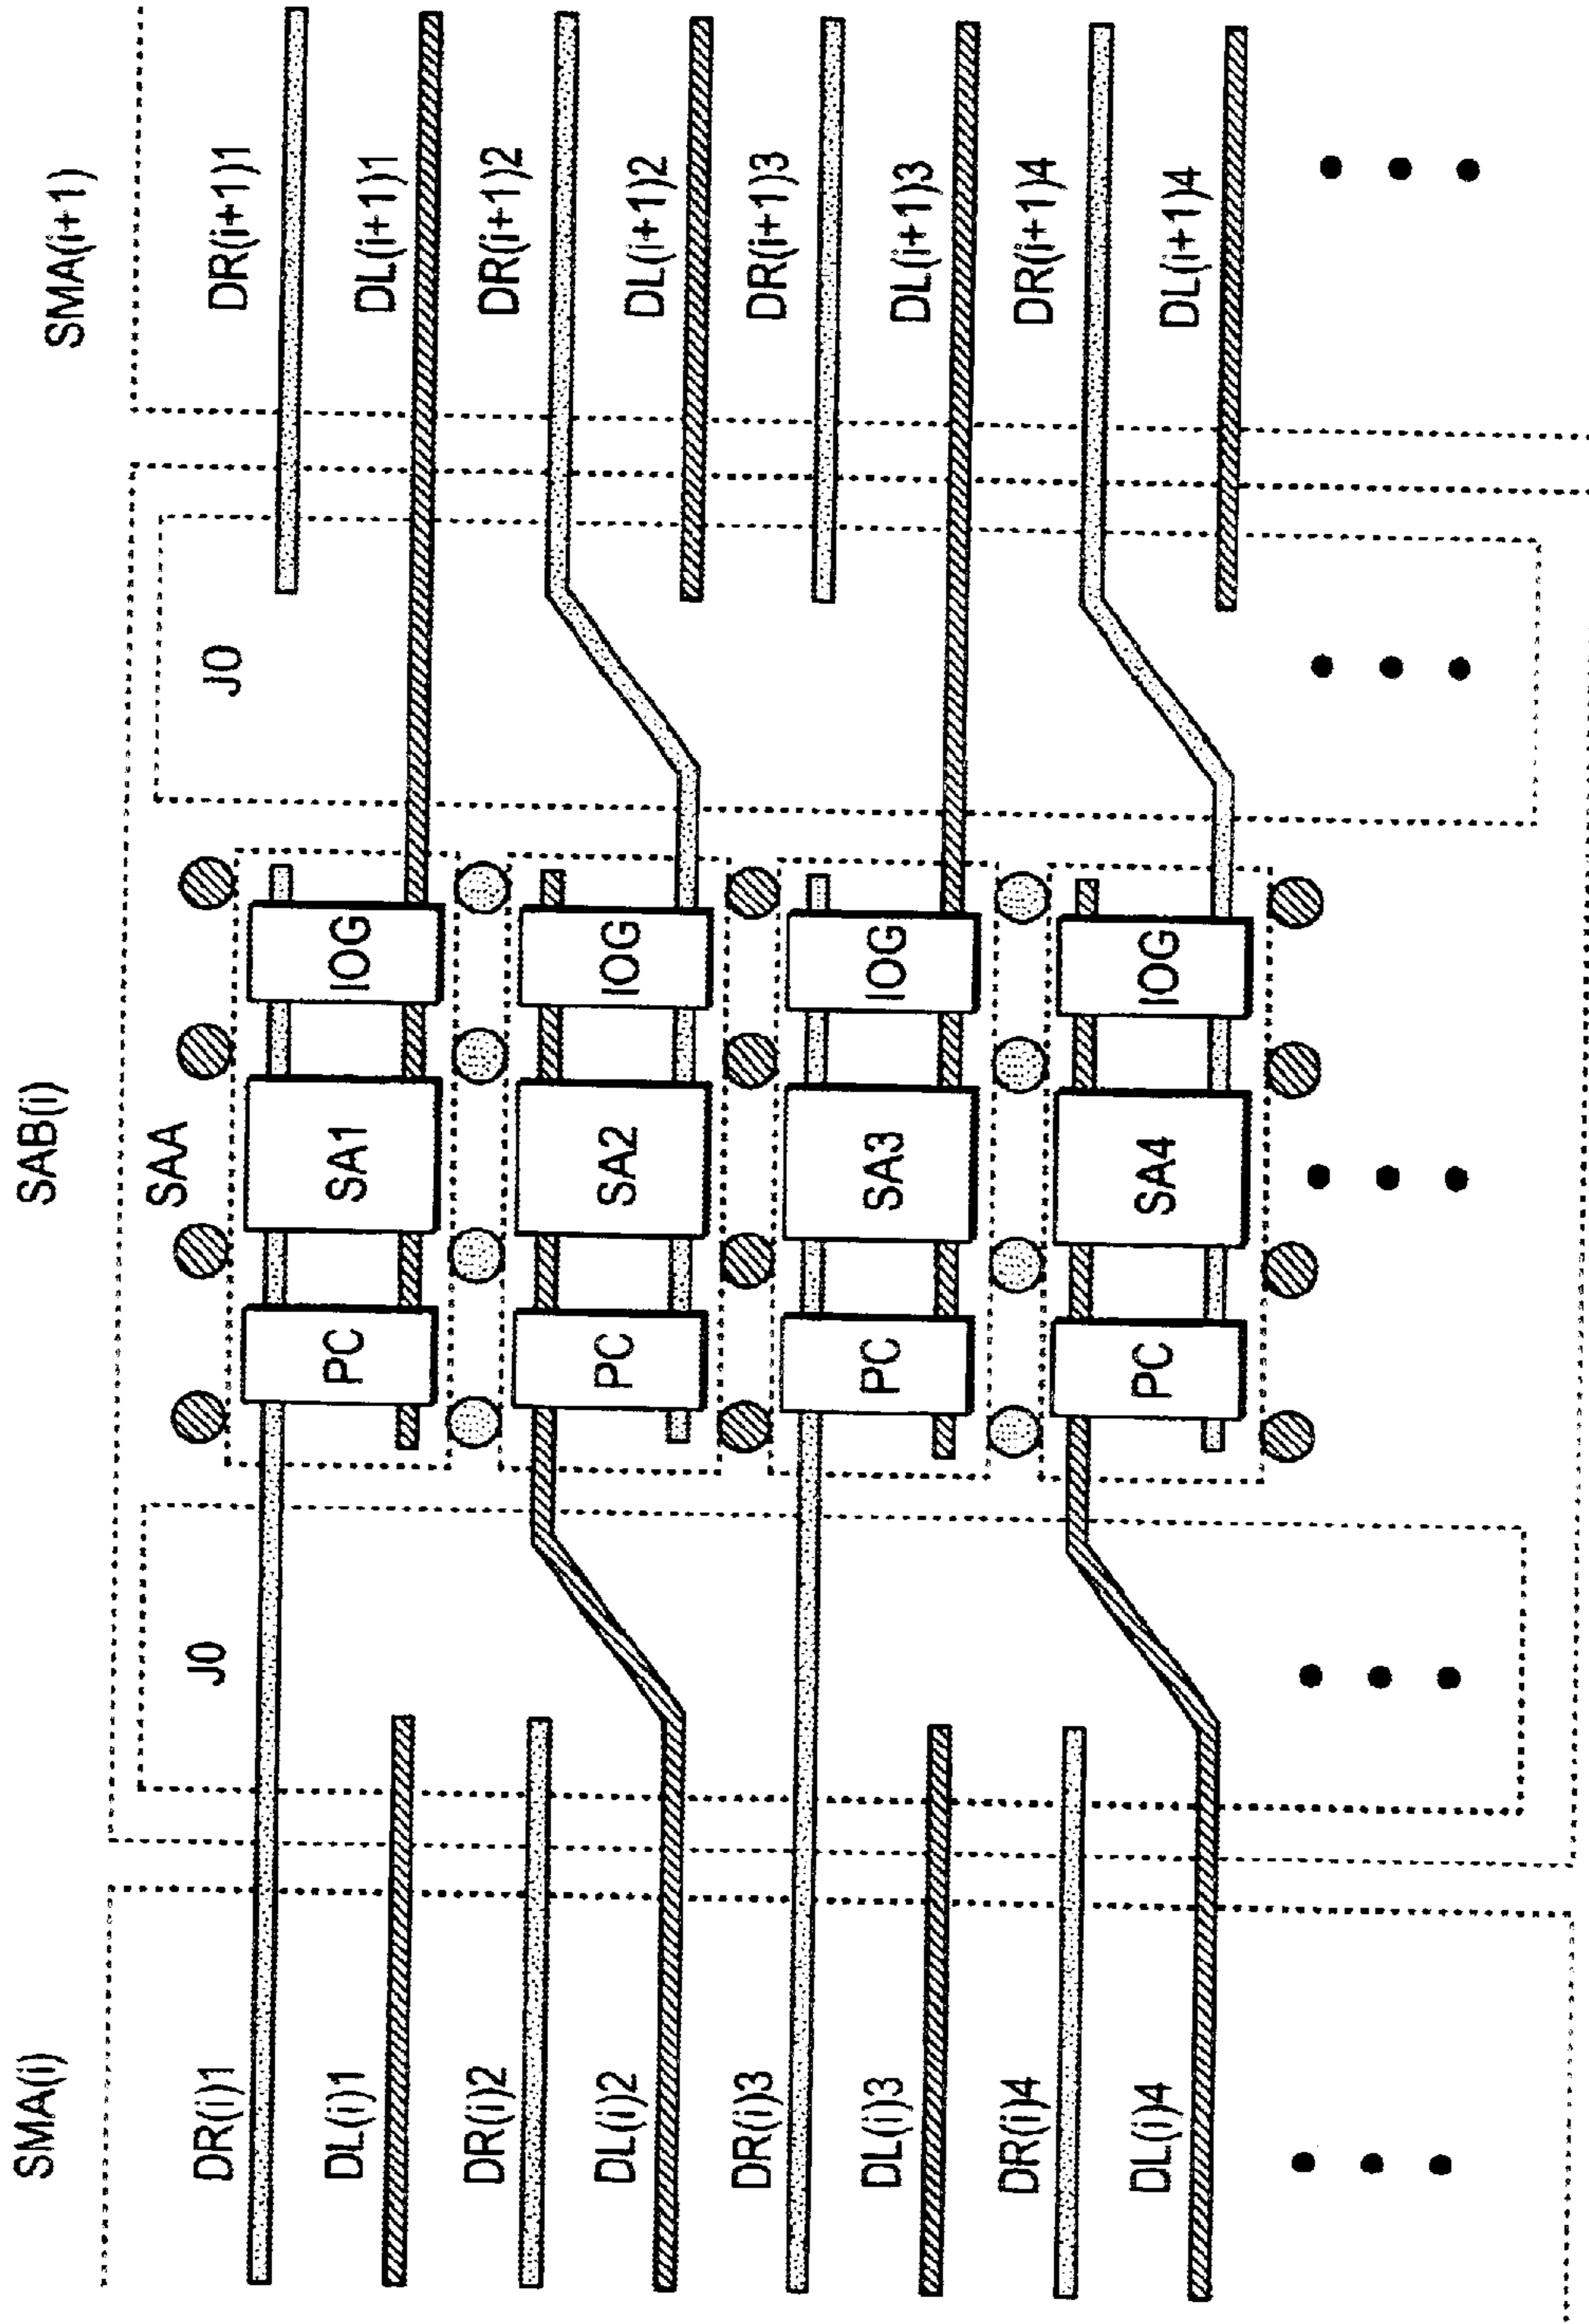 SMA(i)
SAB(i)
SMA(i+1)
DR(i)1
DL(i)1
DR(i)2
DL(i)2
DR(i)3
DL(i)3
DR(i)4
DL(i)4
J0
SAA
PC
SA1
IOG
PC
SA2
IOG
PC
SA3
IOG
PC
SA4
IOG
J0
DR(i+1)1
DL(i+1)1
DR(i+1)2
DL(i+1)2
DR(i+1)3
DL(i+1)3
DR(i+1)4
DL(i+1)4